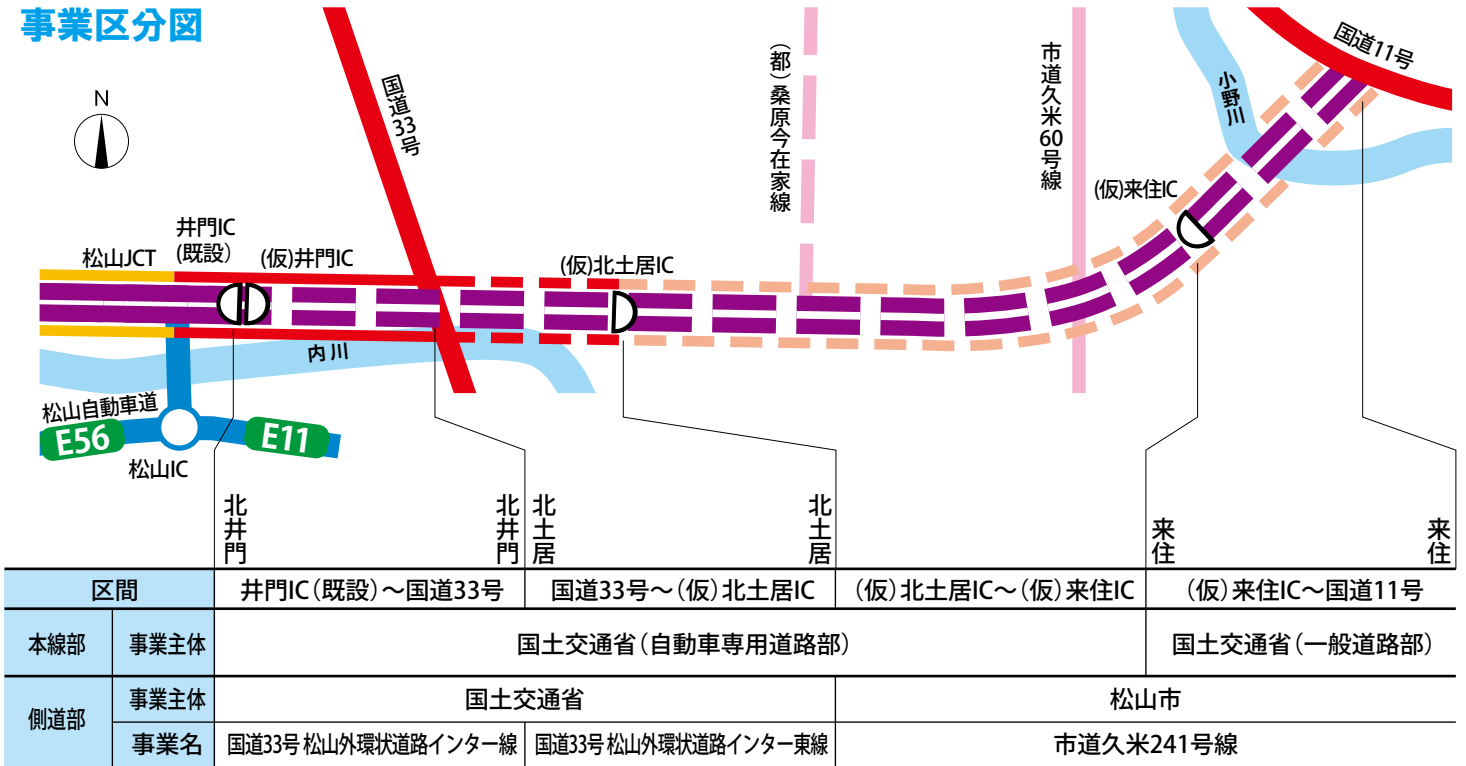 事業区分図
N
国道33号
(都)桑原今在家線
市道久米60号線
小野川
国道11号
(仮)来住IC
井門IC
(既設)
松山JCT
(仮)井門IC
(仮)北土居IC
内川
松山自動車道
E56
E11
松山IC
北井門
北井門
北土居
北土居
来住
来住
区間 井門IC(既設)～国道33号 国道33号～(仮)北土居IC (仮)北土居IC～(仮)来住IC (仮)来住IC～国道11号
本線部 事業主体 国土交通省(自動車専用道路部) 国土交通省(一般道路部)
側道部 事業主体 国土交通省 松山市
事業名 国道33号 松山外環状道路インター線 国道33号 松山外環状道路インター東線 市道久米241号線